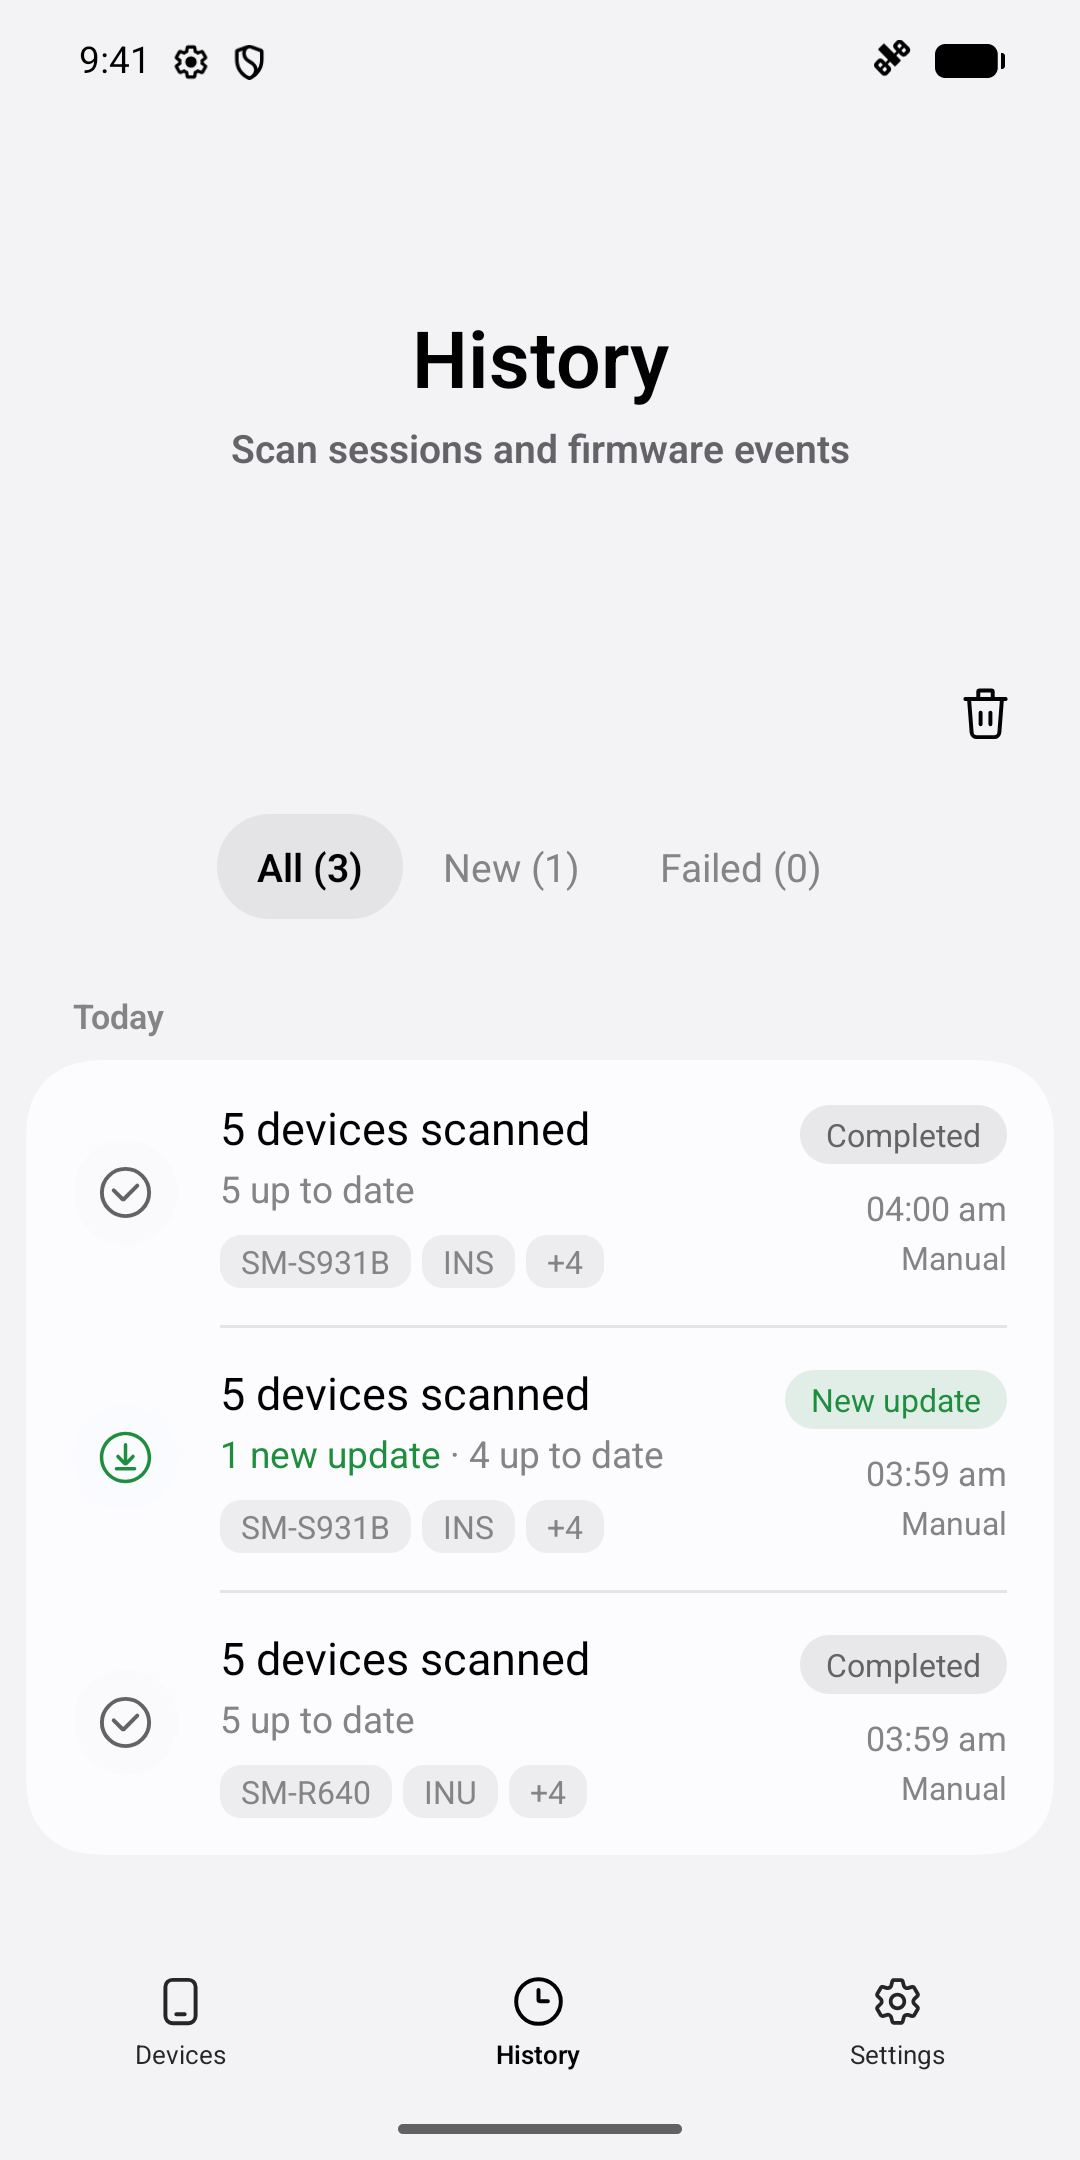 9:41
History
Scan sessions and firmware events
All (3)
New (1)
Failed (0)
Today
5 devices scanned
Completed
5 up to date
04:00 am
SM-S931B
INS
+4
Manual
5 devices scanned
New update
1 new update · 4 up to date
03:59 am
SM-S931B
INS
+4
Manual
5 devices scanned
Completed
5 up to date
03:59 am
SM-R640
INU
+4
Manual
Devices
History
Settings